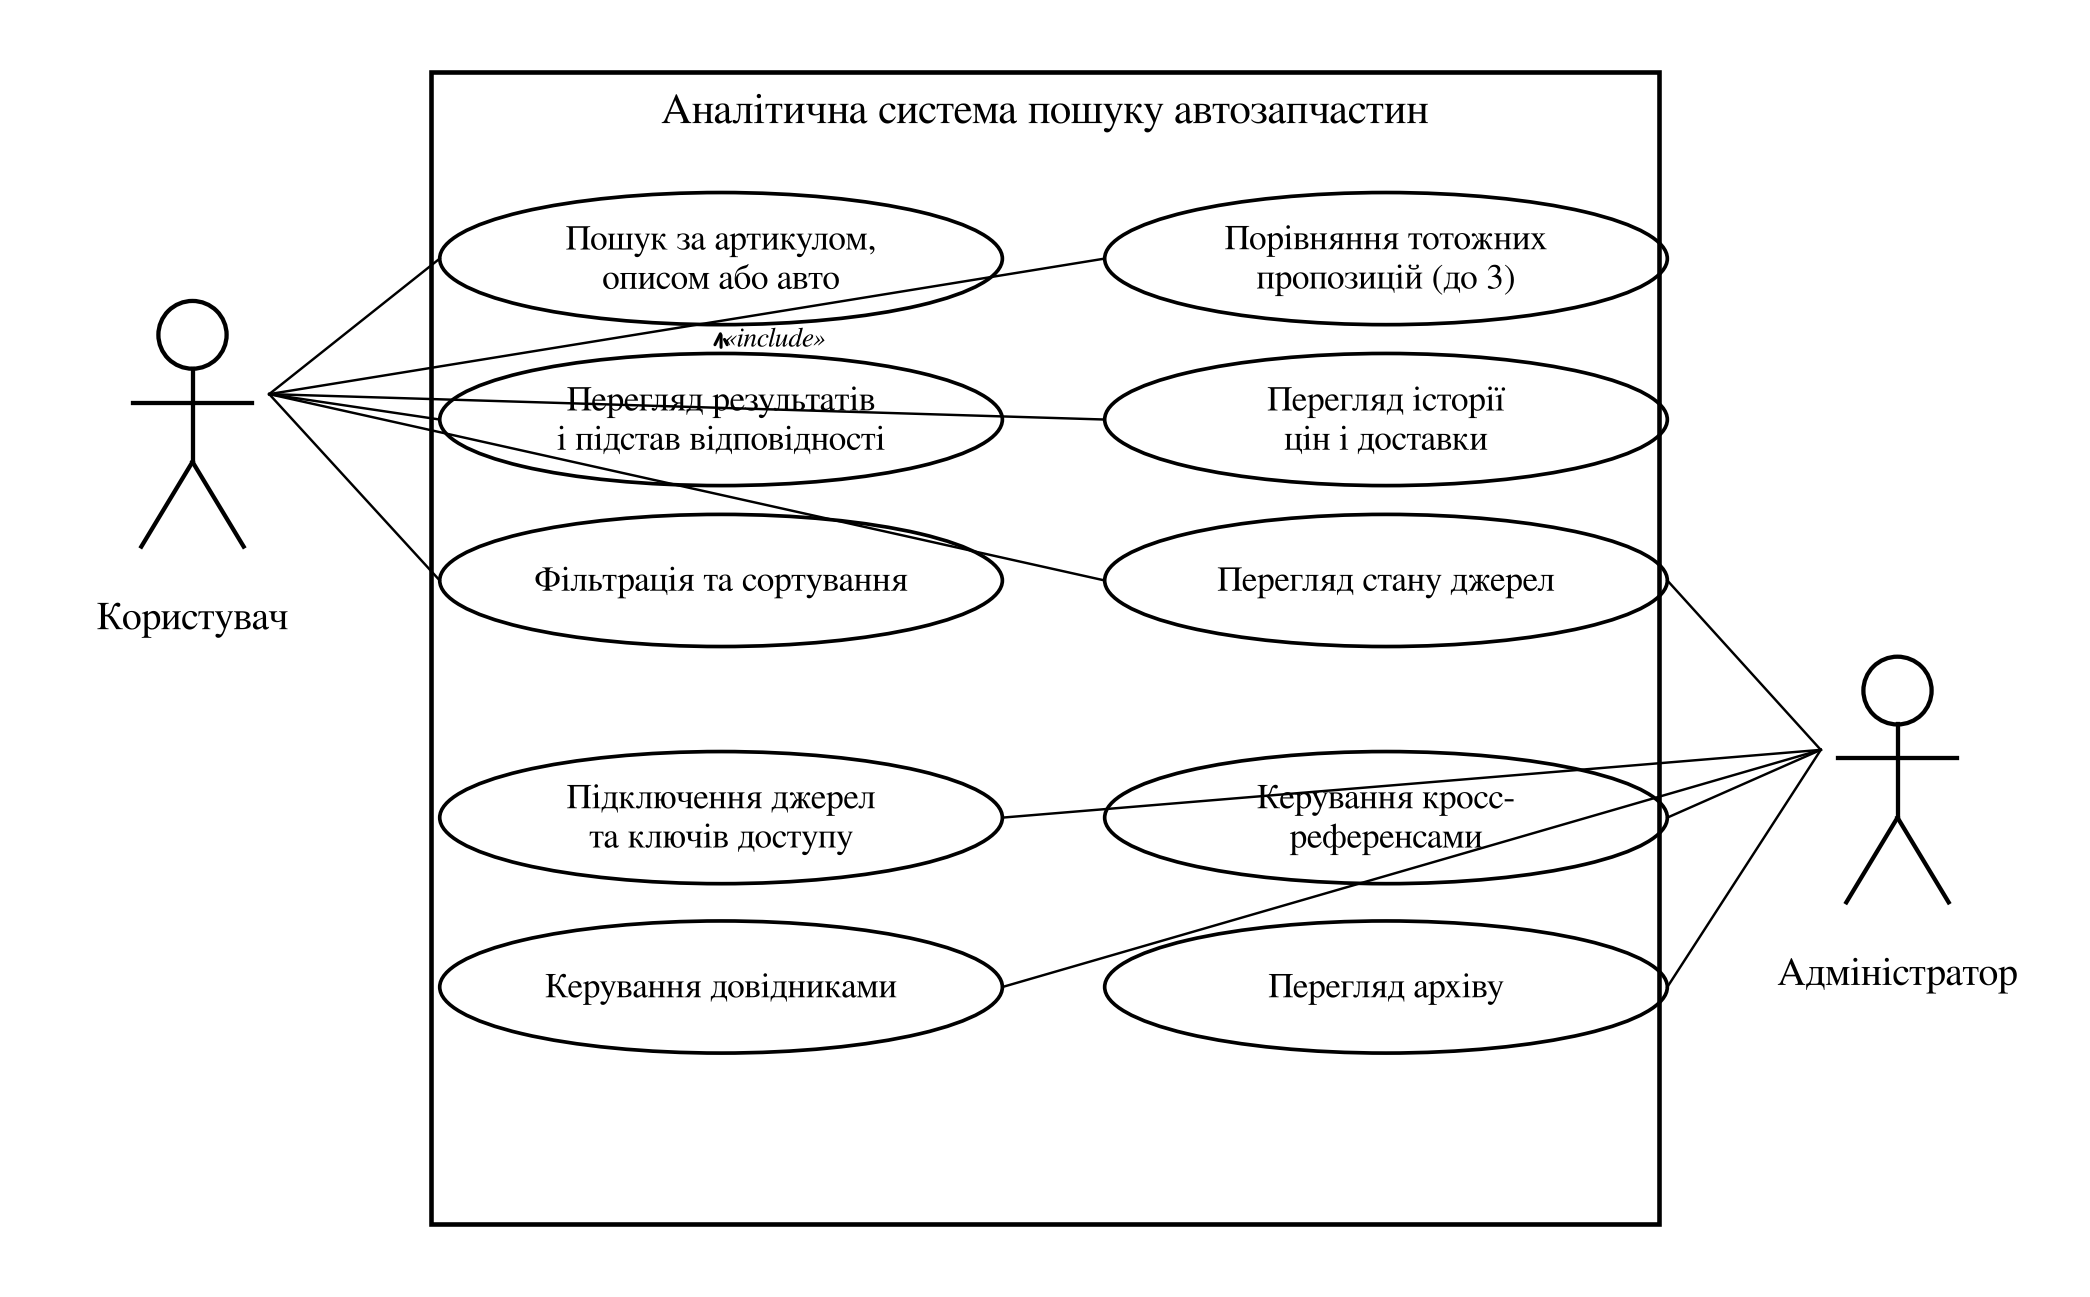 Аналітична система пошуку автозапчастин
Пошук за артикулом,
описом або авто
Порівняння тотожних
пропозицій (до 3)
«include»
Перегляд результатів
і підстав відповідності
Перегляд історії
цін і доставки
Фільтрація та сортування
Перегляд стану джерел
Користувач
Підключення джерел
та ключів доступу
Керування кросс-
референсами
Керування довідниками
Перегляд архіву
Адміністратор